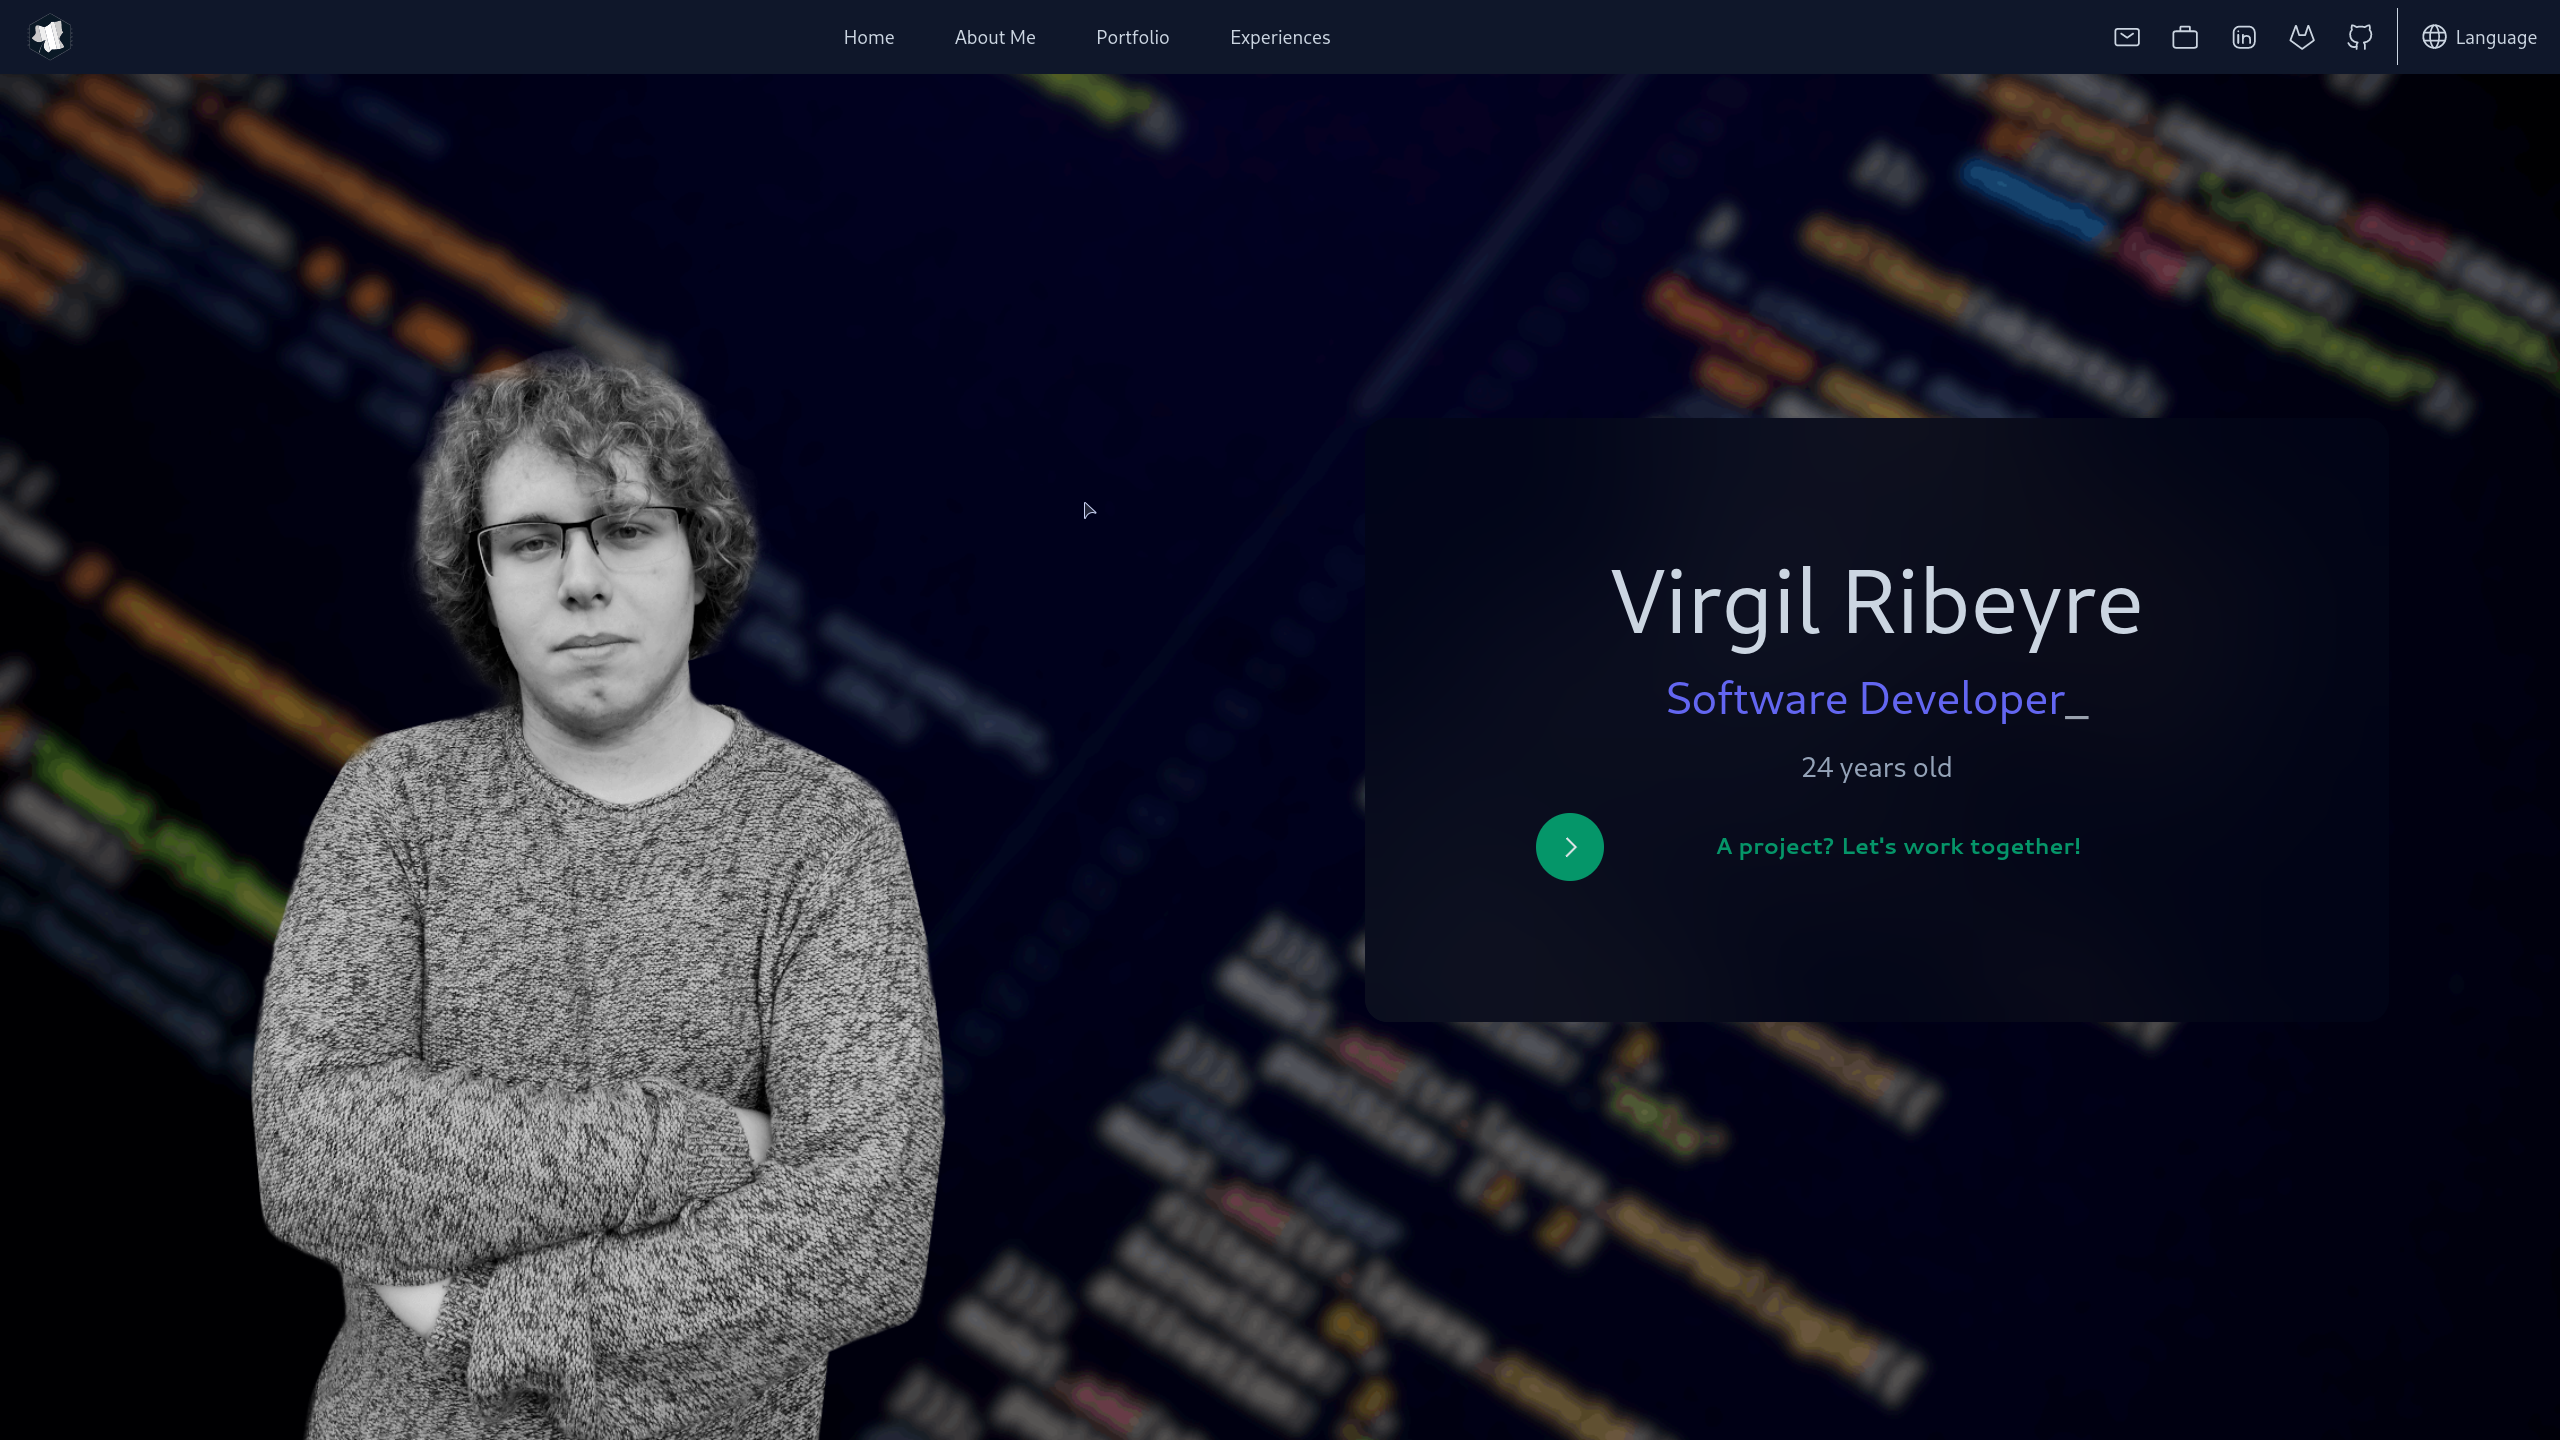 Home
About Me
Portfolio
Experiences
Language
Virgil Ribeyre
Software Developer_
24 years old
A project? Let's work together!